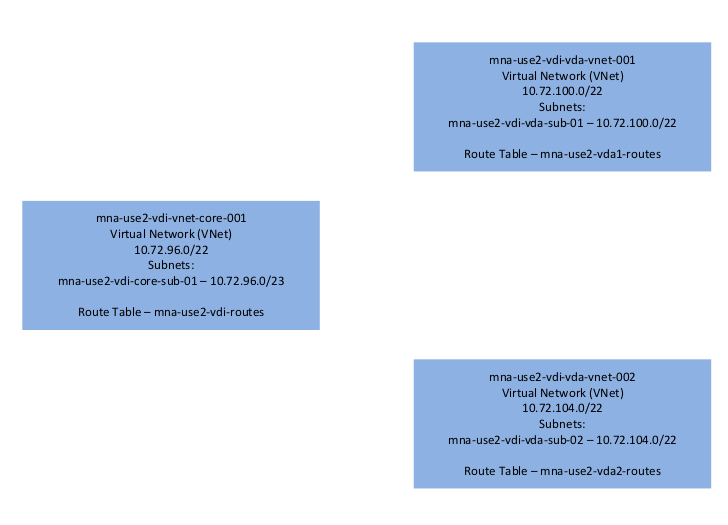 mna-use2-vdi-vda-vnet-001
Virtual Network (VNet)
10.72.100.0/22
Subnets:
mna-use2-vdi-vda-sub-01 – 10.72.100.0/22
Route Table – mna-use2-vda1-routes
mna-use2-vdi-vnet-core-001
Virtual Network (VNet)
10.72.96.0/22
Subnets:
mna-use2-vdi-core-sub-01 – 10.72.96.0/23
Route Table – mna-use2-vdi-routes
mna-use2-vdi-vda-vnet-002
Virtual Network (VNet)
10.72.104.0/22
Subnets:
mna-use2-vdi-vda-sub-02 – 10.72.104.0/22
Route Table – mna-use2-vda2-routes